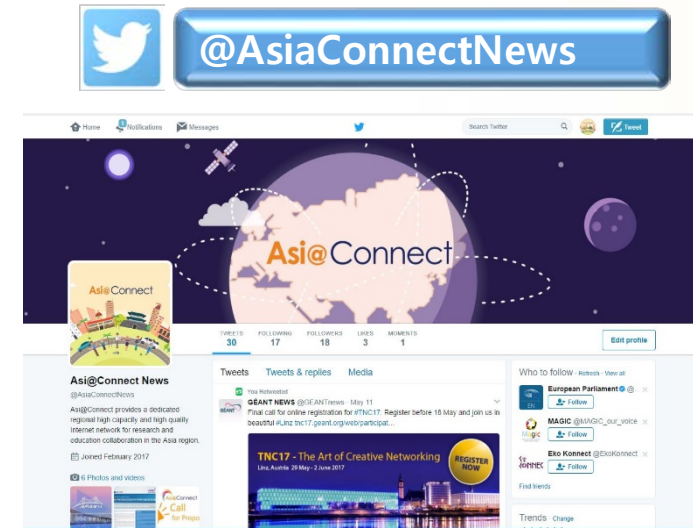 @AsiaConnectNews
Home Notifications Messages Search Twitter Tweet
Asi@Connect
Asi@Connect
TWEETS FOLLOWING FOLLOWERS LIKES MOMENTS
30 17 18 3 1
Edit profile
Asi@Connect News
@AsiaConnectNews
Asi@Connect provides a dedicated
regional high capacity and high quality
Internet network for research and
education collaboration in the Asia region.
Joined February 2017
6 Photos and videos
AsiaConnect
Call
for Propo
Tweets Tweets & replies Media
You Retweeted
GÉANT NEWS @GEANTnews · May 11
Final call for online registration for #TNC17. Register before 16 May and join us in
beautiful #Linz tnc17.geant.org/web/participat...
TNC17 - The Art of Creative Networking
Linz, Austria 29 May - 2 June 2017
REGISTER
NOW
Who to follow · Refresh · View all
European Parliament @
Follow
MAGIC @MAGIC_our_voice
Follow
Eko Konnect @EkoKonnect
Follow
Find friends
Trends · Change